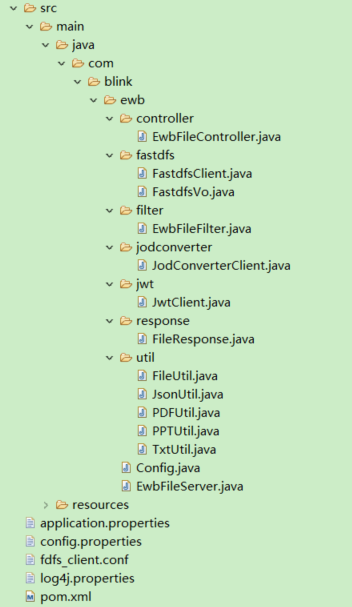 src
main
java
com
blink
ewb
controller
EwbFileController.java
fastdfs
FastdfsClient.java
FastdfsVo.java
filter
EwbFileFilter.java
jodconverter
JodConverterClient.java
jwt
JwtClient.java
response
FileResponse.java
util
FileUtil.java
JsonUtil.java
PDFUtil.java
PPTUtil.java
TxtUtil.java
Config.java
EwbFileServer.java
resources
application.properties
config.properties
fdfs_client.conf
log4j.properties
pom.xml